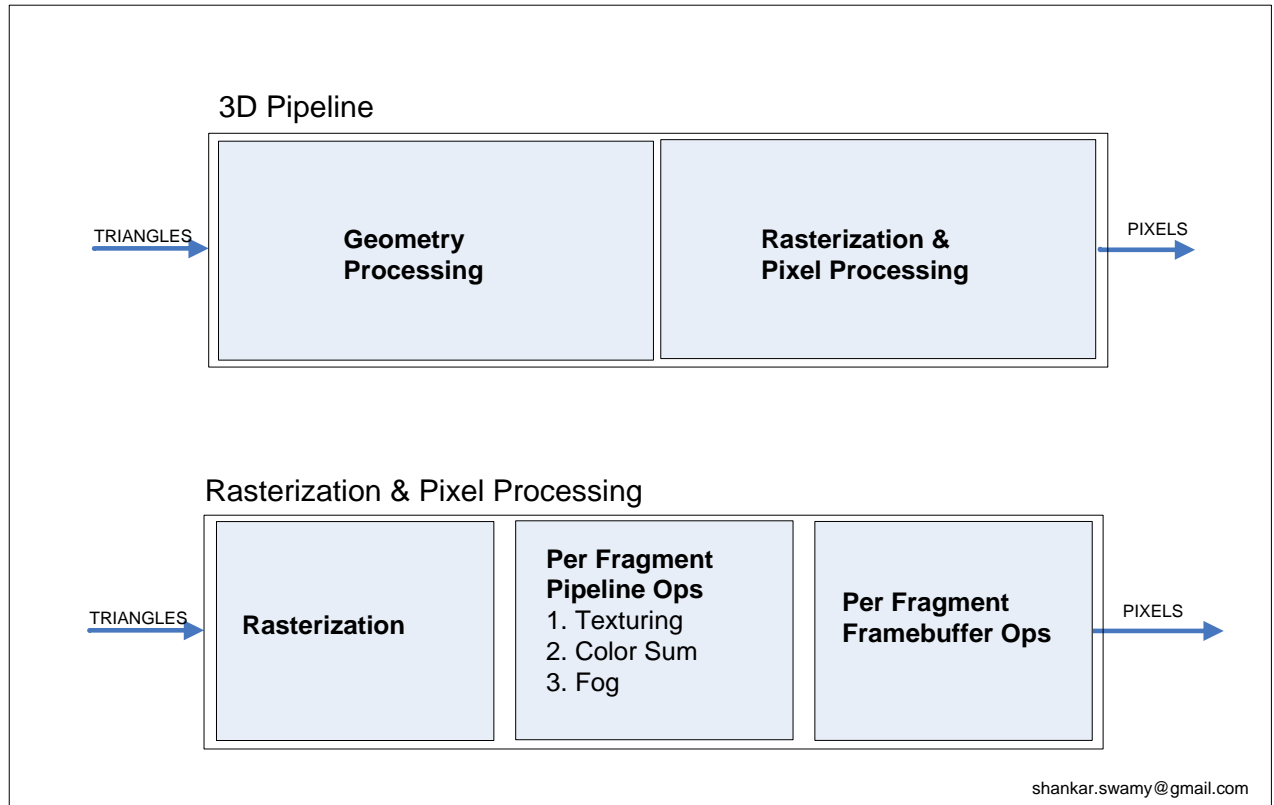 3D Pipeline
TRIANGLES
Geometry
Processing
Rasterization &
Pixel Processing
PIXELS
Rasterization & Pixel Processing
TRIANGLES
Rasterization
Per Fragment
Pipeline Ops
1. Texturing
2. Color Sum
3. Fog
Per Fragment
Framebuffer Ops
PIXELS
shankar.swamy@gmail.com